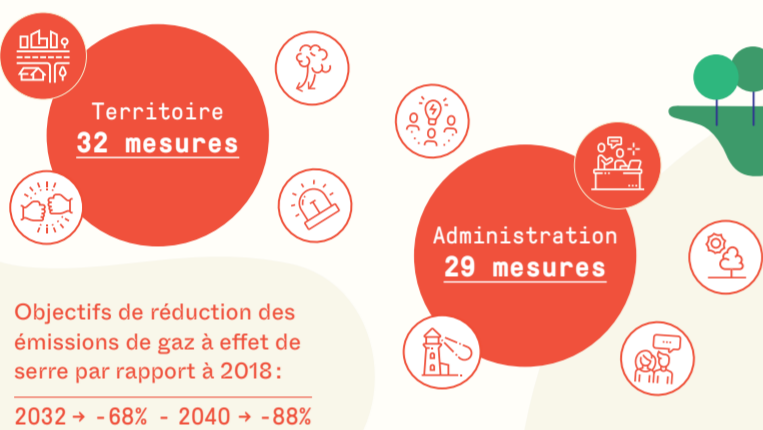 Territoire
32 mesures
Administration
29 mesures
Objectifs de réduction des
émissions de gaz à effet de
serre par rapport à 2018 :
2032 → -68% - 2040 → -88%